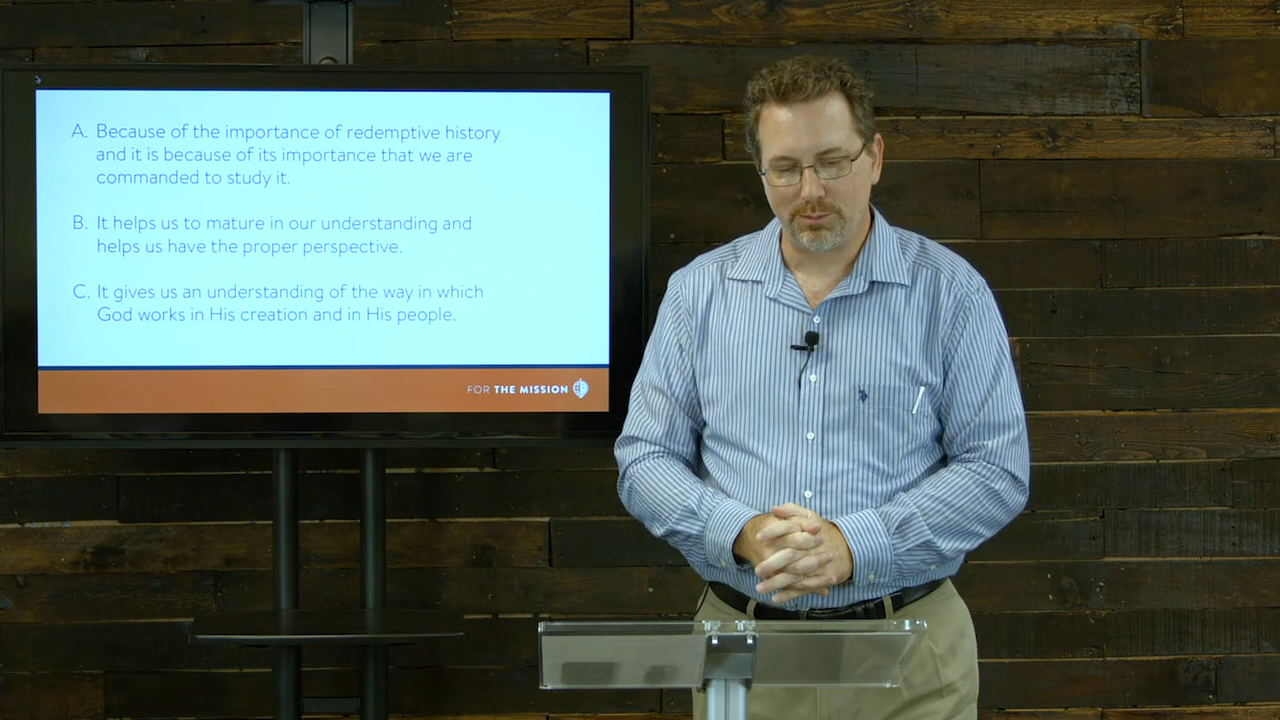 A. Because of the importance of redemptive history
and it is because of its importance that we are
commanded to study it.
B. It helps us to mature in our understanding and
helps us have the proper perspective.
C. It gives us an understanding of the way in which
God works in His creation and in His people.
FOR THE MISSION